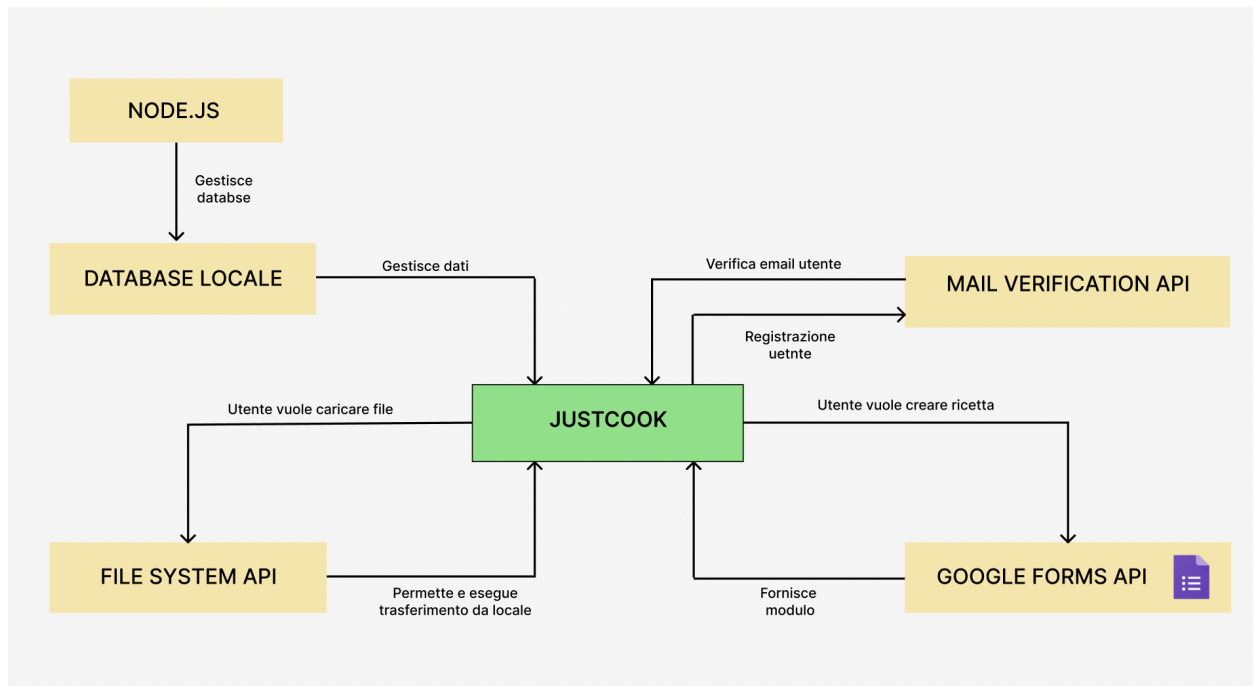 NODE.JS
Gestisce
databse
DATABASE LOCALE
Gestisce dati
Verifica email utente
MAIL VERIFICATION API
Registrazione
uetnte
Utente vuole caricare file
JUSTCOOK
Utente vuole creare ricetta
FILE SYSTEM API
Permette e esegue
trasferimento da locale
Fornisce
modulo
GOOGLE FORMS API